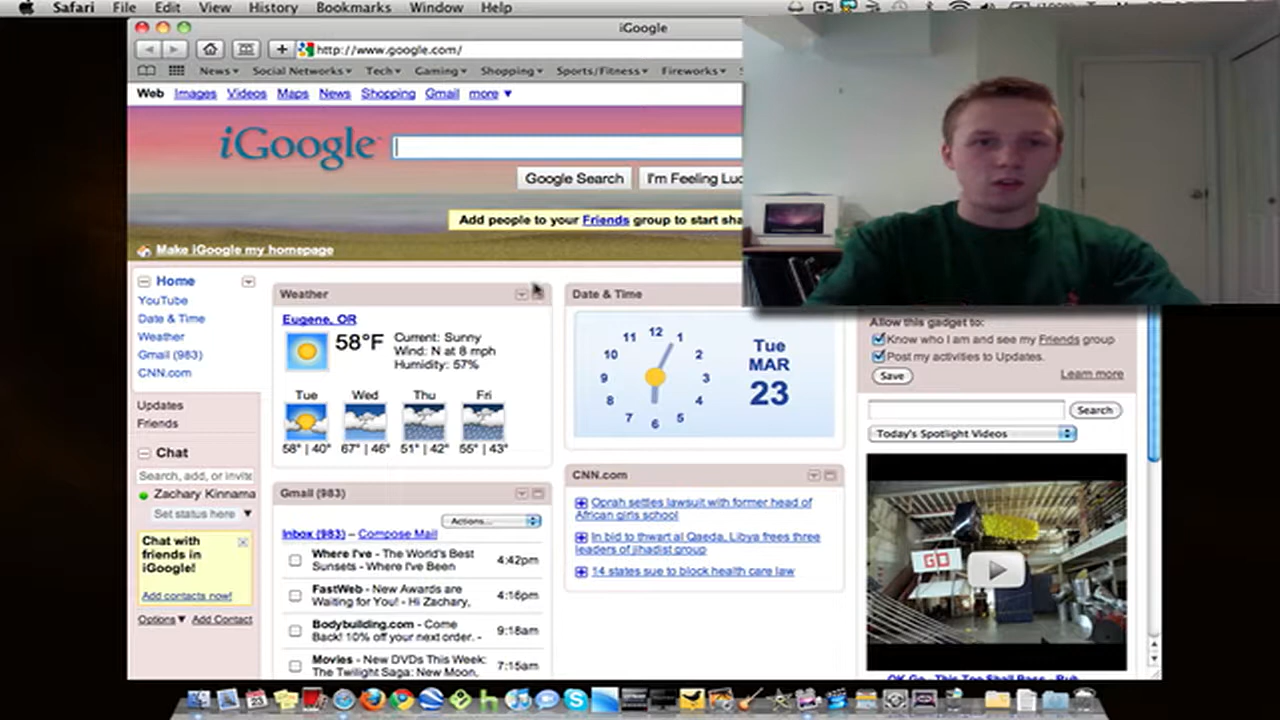 Safari File Edit View History Bookmarks Window Help
iGoogle
http://www.google.com/
News Social Networks Tech Gaming Shopping Sports/Fitness Fireworks
Web Images Videos Maps News Shopping Gmail more
iGoogle
Google Search I'm Feeling Luc
Add people to your Friends group to start sha
Make iGoogle my homepage
Home
YouTube
Date & Time
Weather
Gmail (983)
CNN.com
Updates
Friends
Chat
Search, add, or invite
Zachary Kinnama
Set status here
Chat with
friends in
iGoogle!
Add contacts now!
Options Add Contact
Weather
Eugene, OR
58°F
Current: Sunny
Wind: N at 8 mph
Humidity: 57%
Tue Wed Thu Fri
58° | 40° 67° | 46° 51° | 42° 55° | 43°
Gmail (983)
Actions...
Inbox (983) – Compose Mail
Where I've - The World's Best
Sunsets - Where I've Been
4:42pm
FastWeb - New Awards are
Waiting for You! - Hi Zachary,
4:16pm
Bodybuilding.com - Come
Back! 10% off your next order. -
9:18am
Movies - New DVDs This Week:
The Twilight Saga: New Moon,
7:15am
Date & Time
12 1 2 3 4 5 6 7 8 9 10 11
Tue
MAR
23
CNN.com
Oprah settles lawsuit with former head of
African girls school
In bid to thwart al Qaeda, Libya frees three
leaders of jihadist group
14 states sue to block health care law
Allow this gadget to:
Know who I am and see my Friends group
Post my activities to Updates.
Save Learn more
Search
Today's Spotlight Videos
GO